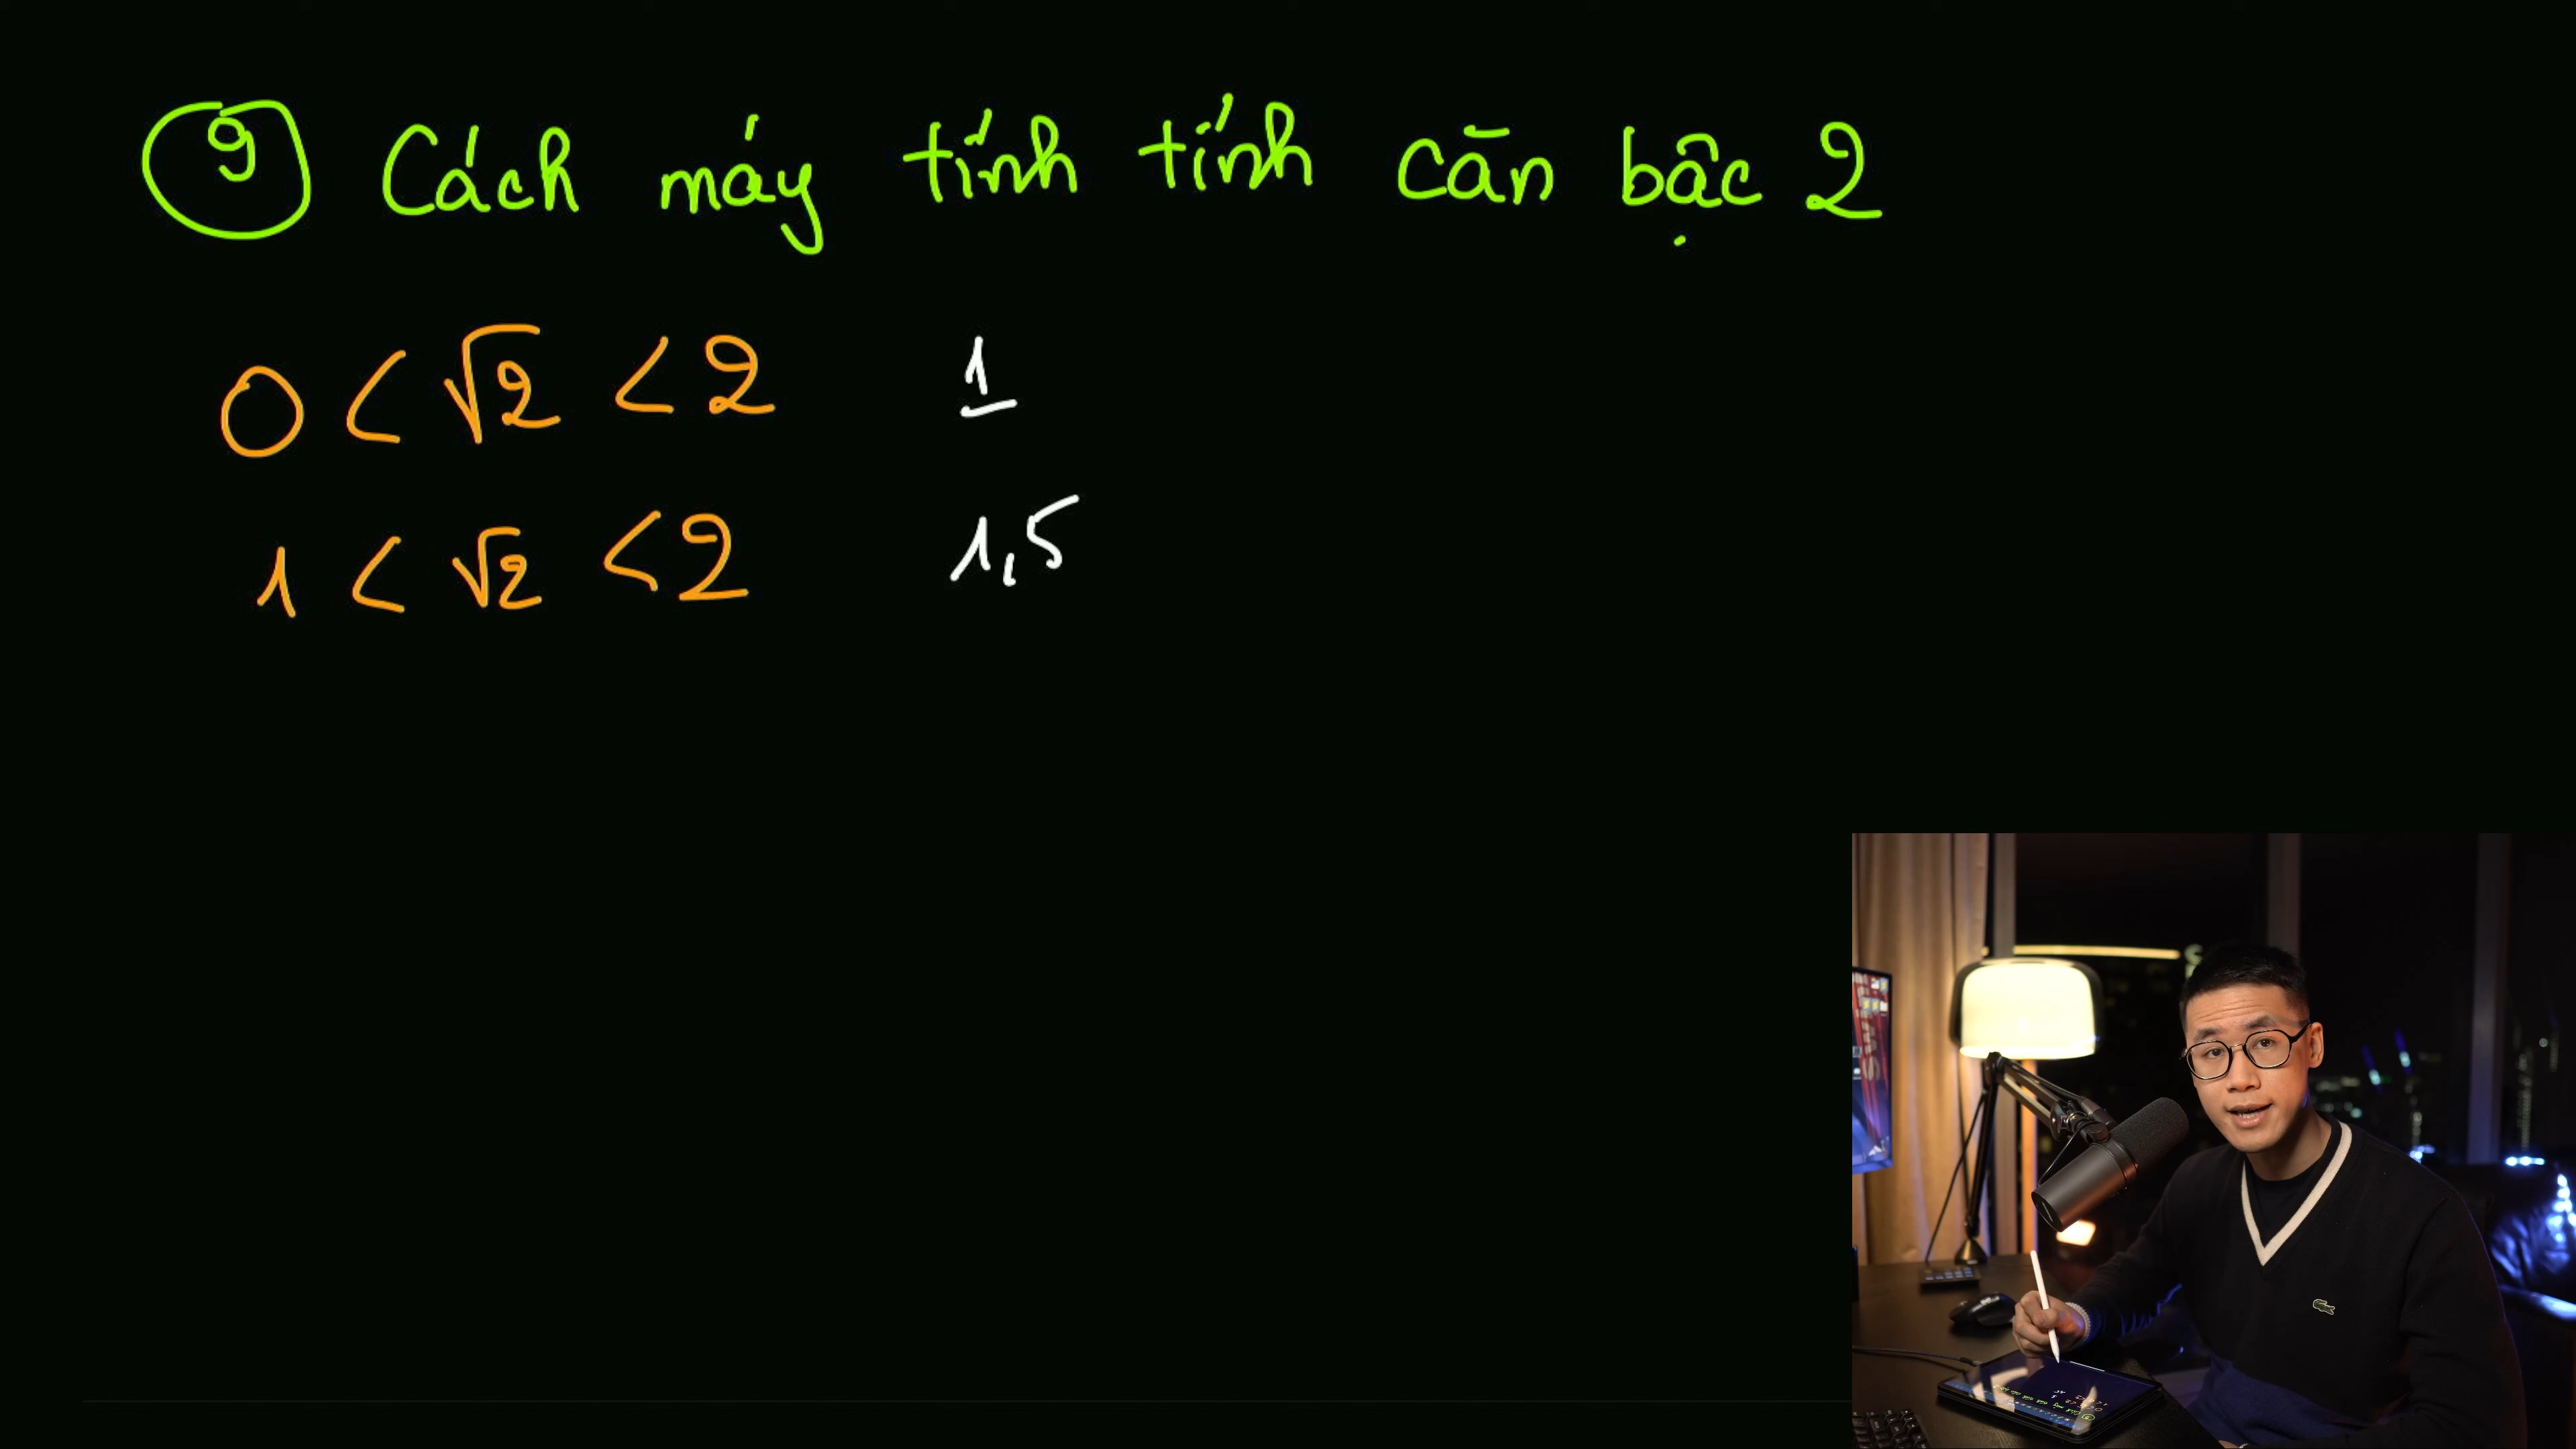 9 Cách máy tính tính căn bậc 2
0 < √2 < 2 1
1 < √2 < 2 1,5